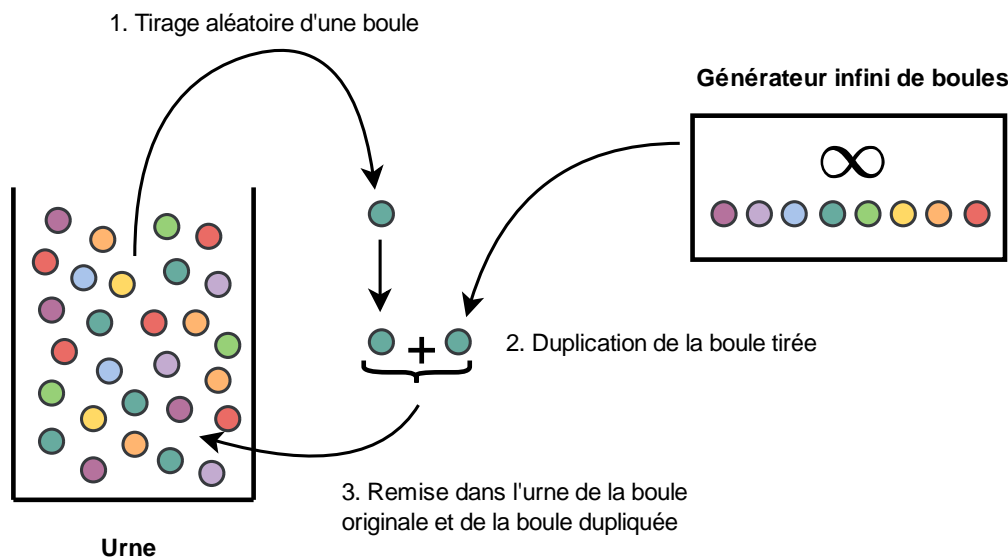 1. Tirage aléatoire d'une boule
Générateur infini de boules
∞
+
2. Duplication de la boule tirée
3. Remise dans l'urne de la boule
originale et de la boule dupliquée
Urne